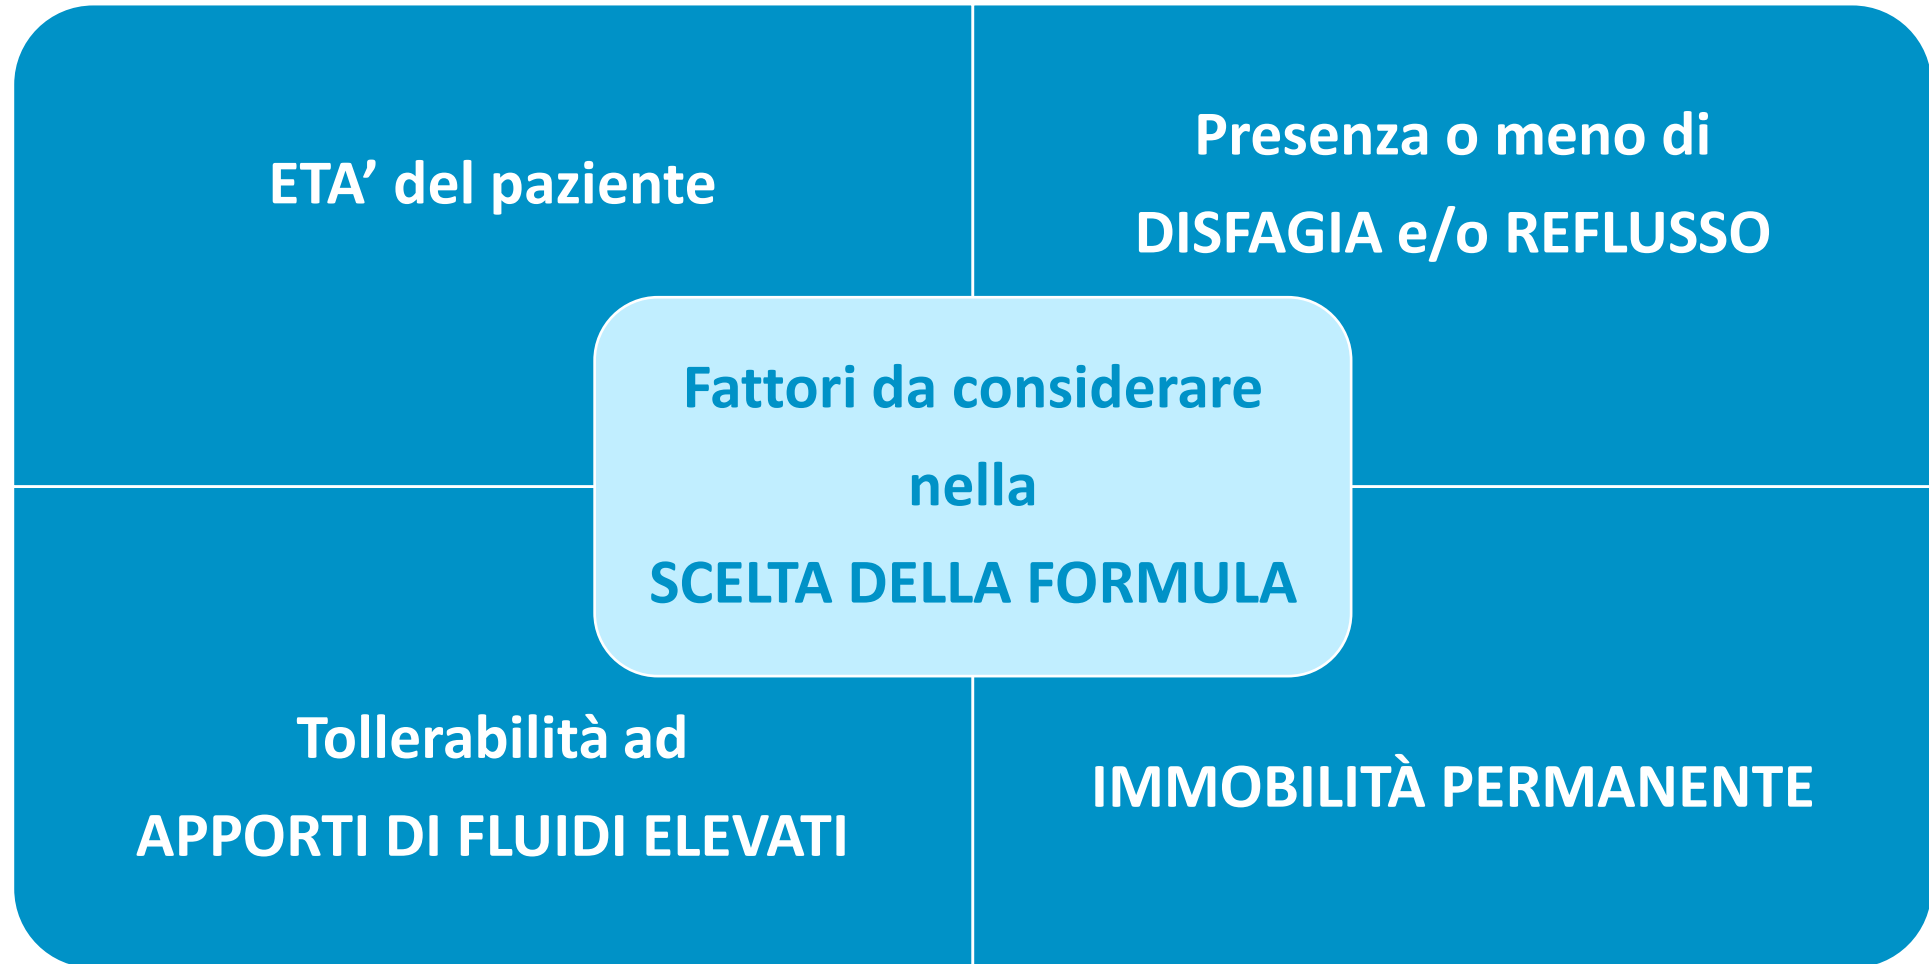 ETA’ del paziente
Presenza o meno di
DISFAGIA e/o REFLUSSO
Fattori da considerare
nella
SCELTA DELLA FORMULA
Tollerabilità ad
APPORTI DI FLUIDI ELEVATI
IMMOBILITÀ PERMANENTE